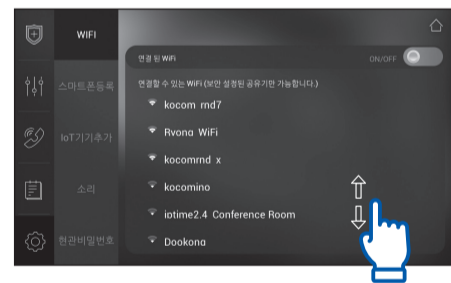 WIFI
연결 된 WiFi
ON/OFF
스마트폰등록
연결할 수 있는 WiFi (보안 설정된 공유기만 가능합니다.)
kocom rnd7
IoT기기추가
Ryong WiFi
kocomrnd x
소리
kocomino
iptime2.4 Conference Room
현관비밀번호
Dookong